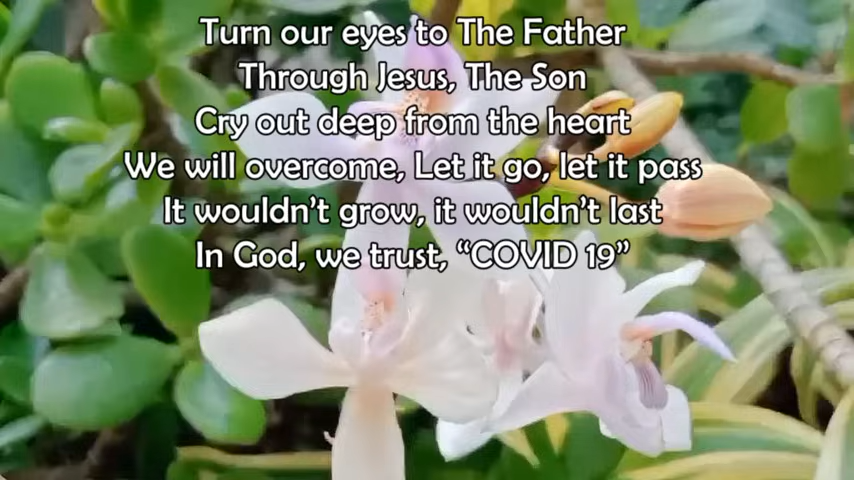 Turn our eyes to The Father
Through Jesus, The Son
Cry out deep from the heart
We will overcome, Let it go, let it pass
It wouldn’t grow, it wouldn’t last
In God, we trust, “COVID 19”